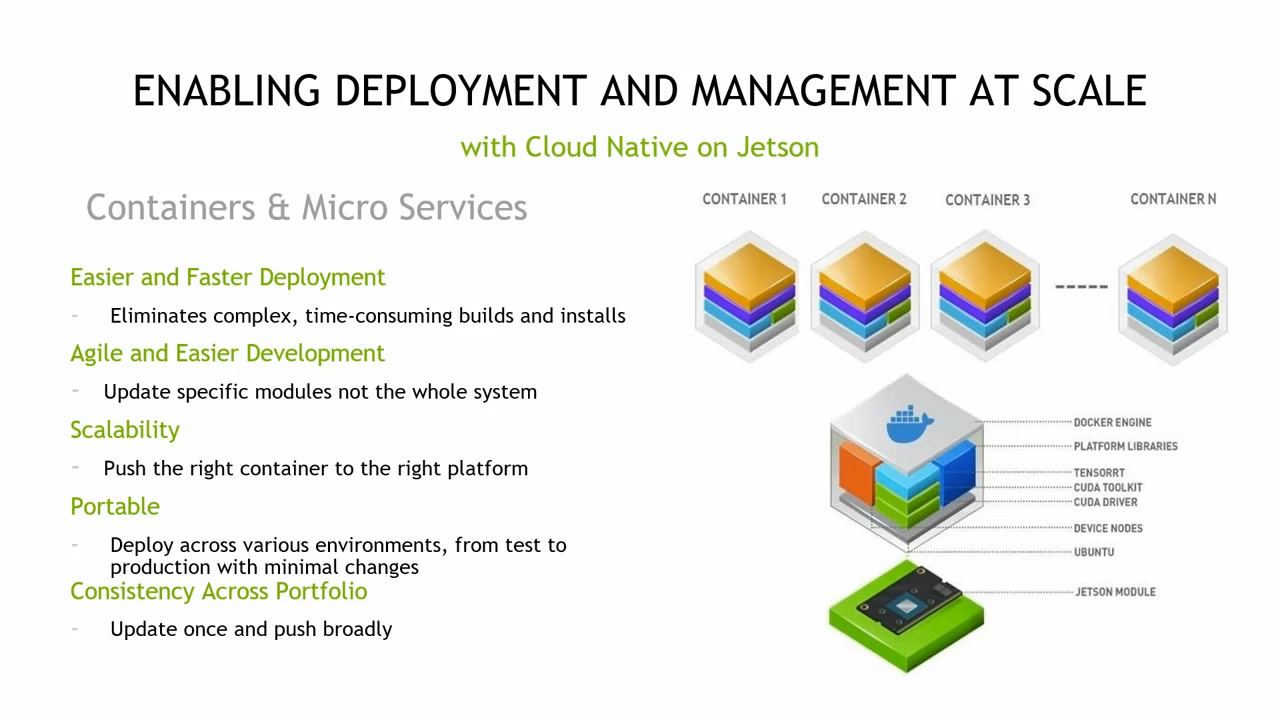 ENABLING DEPLOYMENT AND MANAGEMENT AT SCALE
with Cloud Native on Jetson
Containers & Micro Services
Easier and Faster Deployment
- Eliminates complex, time-consuming builds and installs
Agile and Easier Development
- Update specific modules not the whole system
Scalability
- Push the right container to the right platform
Portable
- Deploy across various environments, from test to
production with minimal changes
Consistency Across Portfolio
- Update once and push broadly
CONTAINER 1
CONTAINER 2
CONTAINER 3
CONTAINER N
DOCKER ENGINE
PLATFORM LIBRARIES
TENSORRT
CUDA TOOLKIT
CUDA DRIVER
DEVICE NODES
UBUNTU
JETSON MODULE